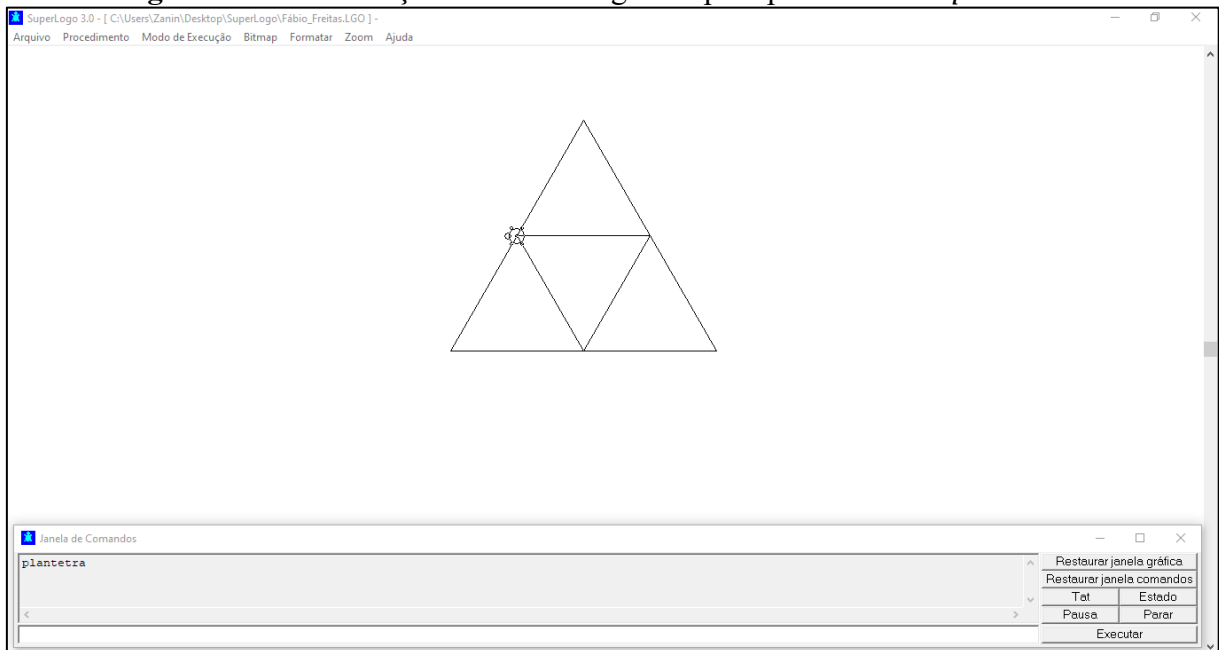 SuperLogo 3.0 - [ C:\Users\Zanin\Desktop\SuperLogo\Fábio_Freitas.LGO ] -
Arquivo Procedimento Modo de Execução Bitmap Formatar Zoom Ajuda
Janela de Comandos
plantetra
Restaurar janela gráfica
Restaurar janela comandos
Tat Estado
Pausa Parar
Executar